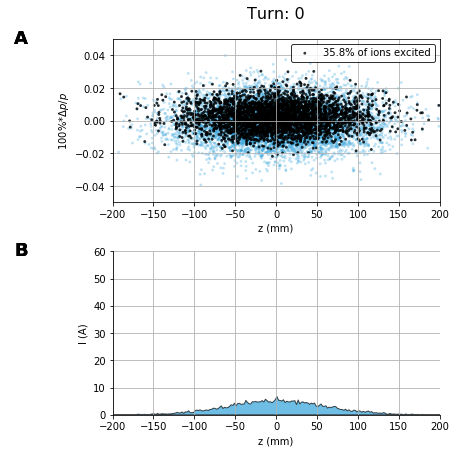 Turn: 0
A
35.8% of ions excited
100%*Δp/p
0.04
0.02
0.00
−0.02
−0.04
−200 −150 −100 −50 0 50 100 150 200
z (mm)
B
I (A)
60
50
40
30
20
10
0
−200 −150 −100 −50 0 50 100 150 200
z (mm)